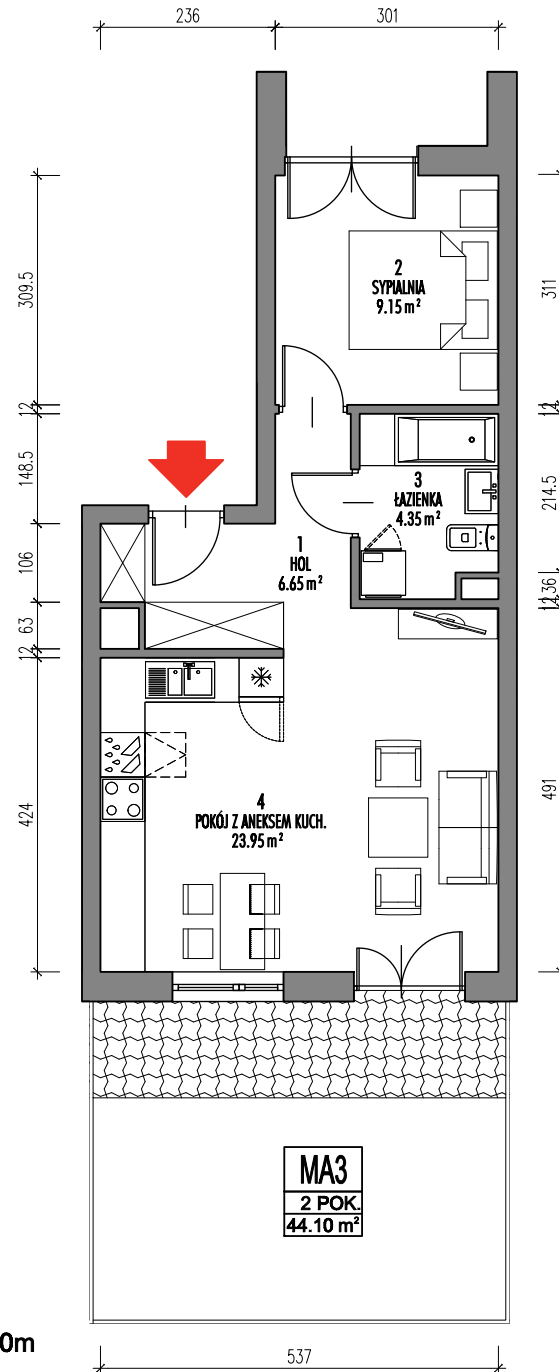 236
301
309.5
12
148.5
106
63
12
424
311
12
214.5
36
12
491
2
SYPIALNIA
9.15 m²
3
ŁAZIENKA
4.35 m²
1
HOL
6.65 m²
4
POKÓJ Z ANEKSEM KUCH.
23.95 m²
MA3
2 POK.
44.10 m²
0m
537